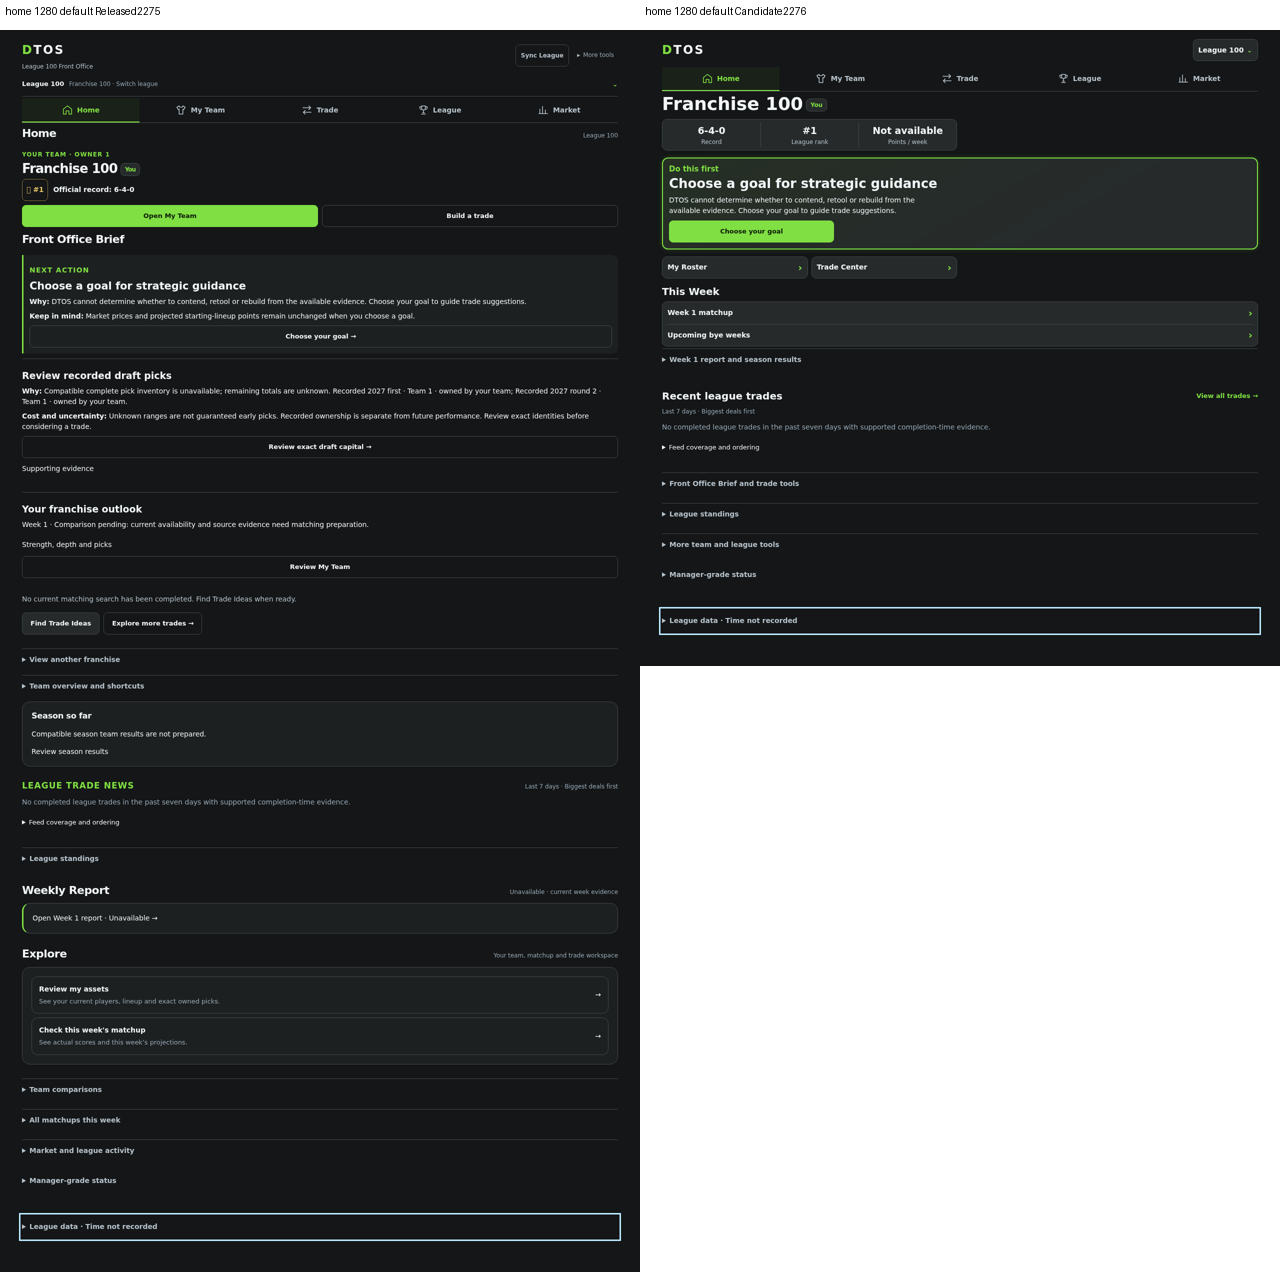 home 1280 default Released2275
DTOS
League 100 Front Office
Sync League
▸ More tools
League 100 Franchise 100 · Switch league
Home
My Team
Trade
League
Market
Home
League 100
YOUR TEAM · OWNER 1
Franchise 100 You
#1 Official record: 6-4-0
Open My Team
Build a trade
Front Office Brief
NEXT ACTION
Choose a goal for strategic guidance
Why: DTOS cannot determine whether to contend, retool or rebuild from the available evidence. Choose your goal to guide trade suggestions.
Keep in mind: Market prices and projected starting-lineup points remain unchanged when you choose a goal.
Choose your goal →
Review recorded draft picks
Why: Compatible complete pick inventory is unavailable; remaining totals are unknown. Recorded 2027 first · Team 1 · owned by your team; Recorded 2027 round 2 ·
Team 1 · owned by your team.
Cost and uncertainty: Unknown ranges are not guaranteed early picks. Recorded ownership is separate from future performance. Review exact identities before
considering a trade.
Review exact draft capital →
Supporting evidence
Your franchise outlook
Week 1 · Comparison pending: current availability and source evidence need matching preparation.
Strength, depth and picks
Review My Team
No current matching search has been completed. Find Trade Ideas when ready.
Find Trade Ideas
Explore more trades →
▸ View another franchise
▸ Team overview and shortcuts
Season so far
Compatible season team results are not prepared.
Review season results
LEAGUE TRADE NEWS
Last 7 days · Biggest deals first
No completed league trades in the past seven days with supported completion-time evidence.
▸ Feed coverage and ordering
▸ League standings
Weekly Report
Unavailable · current week evidence
Open Week 1 report · Unavailable →
Explore
Your team, matchup and trade workspace
Review my assets
See your current players, lineup and exact owned picks.
→
Check this week's matchup
See actual scores and this week's projections.
→
▸ Team comparisons
▸ All matchups this week
▸ Market and league activity
▸ Manager-grade status
▸ League data · Time not recorded
home 1280 default Candidate2276
DTOS
League 100
Home
My Team
Trade
League
Market
Franchise 100 You
6-4-0
Record
#1
League rank
Not available
Points / week
Do this first
Choose a goal for strategic guidance
DTOS cannot determine whether to contend, retool or rebuild from the
available evidence. Choose your goal to guide trade suggestions.
Choose your goal
My Roster ›
Trade Center ›
This Week
Week 1 matchup ›
Upcoming bye weeks ›
▸ Week 1 report and season results
Recent league trades
View all trades →
Last 7 days · Biggest deals first
No completed league trades in the past seven days with supported completion-time evidence.
▸ Feed coverage and ordering
▸ Front Office Brief and trade tools
▸ League standings
▸ More team and league tools
▸ Manager-grade status
▸ League data · Time not recorded